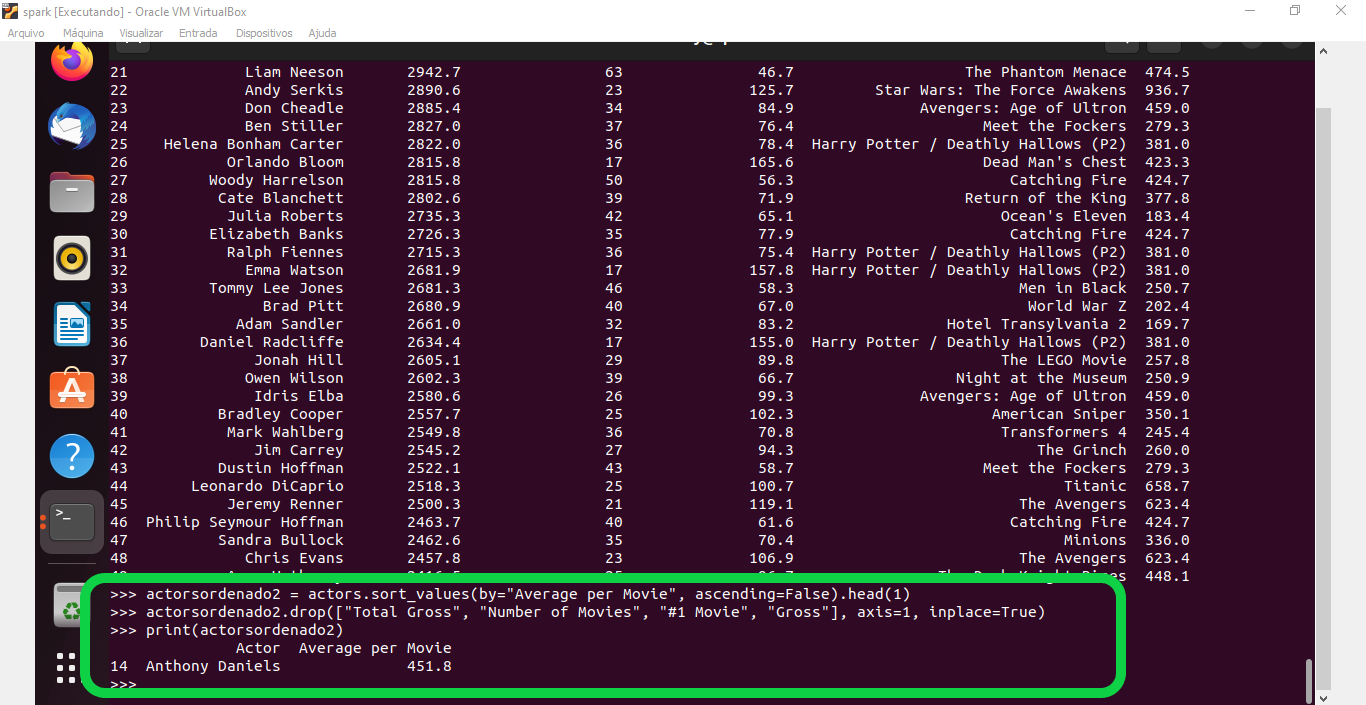 spark [Executando] - Oracle VM VirtualBox
Arquivo Máquina Visualizar Entrada Dispositivos Ajuda
21 Liam Neeson 2942.7 63 46.7 The Phantom Menace 474.5
22 Andy Serkis 2890.6 23 125.7 Star Wars: The Force Awakens 936.7
23 Don Cheadle 2885.4 34 84.9 Avengers: Age of Ultron 459.0
24 Ben Stiller 2827.0 37 76.4 Meet the Fockers 279.3
25 Helena Bonham Carter 2822.0 36 78.4 Harry Potter / Deathly Hallows (P2) 381.0
26 Orlando Bloom 2815.8 17 165.6 Dead Man's Chest 423.3
27 Woody Harrelson 2815.8 50 56.3 Catching Fire 424.7
28 Cate Blanchett 2802.6 39 71.9 Return of the King 377.8
29 Julia Roberts 2735.3 42 65.1 Ocean's Eleven 183.4
30 Elizabeth Banks 2726.3 35 77.9 Catching Fire 424.7
31 Ralph Fiennes 2715.3 36 75.4 Harry Potter / Deathly Hallows (P2) 381.0
32 Emma Watson 2681.9 17 157.8 Harry Potter / Deathly Hallows (P2) 381.0
33 Tommy Lee Jones 2681.3 46 58.3 Men in Black 250.7
34 Brad Pitt 2680.9 40 67.0 World War Z 202.4
35 Adam Sandler 2661.0 32 83.2 Hotel Transylvania 2 169.7
36 Daniel Radcliffe 2634.4 17 155.0 Harry Potter / Deathly Hallows (P2) 381.0
37 Jonah Hill 2605.1 29 89.8 The LEGO Movie 257.8
38 Owen Wilson 2602.3 39 66.7 Night at the Museum 250.9
39 Idris Elba 2580.6 26 99.3 Avengers: Age of Ultron 459.0
40 Bradley Cooper 2557.7 25 102.3 American Sniper 350.1
41 Mark Wahlberg 2549.8 36 70.8 Transformers 4 245.4
42 Jim Carrey 2545.2 27 94.3 The Grinch 260.0
43 Dustin Hoffman 2522.1 43 58.7 Meet the Fockers 279.3
44 Leonardo DiCaprio 2518.3 25 100.7 Titanic 658.7
45 Jeremy Renner 2500.3 21 119.1 The Avengers 623.4
46 Philip Seymour Hoffman 2463.7 40 61.6 Catching Fire 424.7
47 Sandra Bullock 2462.6 35 70.4 Minions 336.0
48 Chris Evans 2457.8 23 106.9 The Avengers 623.4
448.1
>>> actorsordenado2 = actors.sort_values(by="Average per Movie", ascending=False).head(1)
>>> actorsordenado2.drop(["Total Gross", "Number of Movies", "#1 Movie", "Gross"], axis=1, inplace=True)
>>> print(actorsordenado2)
Actor Average per Movie
14 Anthony Daniels 451.8
>>>